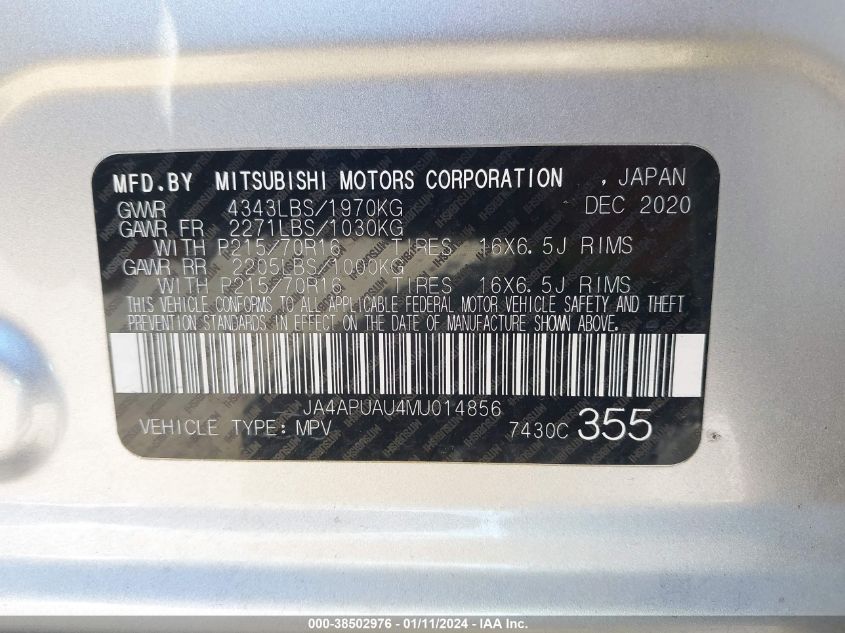 MFD.BY MITSUBISHI MOTORS CORPORATION , JAPAN
GVWR 4343LBS/1970KG DEC 2020
GAWR FR 2271LBS/1030KG
WITH P215/70R16 TIRES 16X6.5J RIMS
GAWR RR 2205LBS/1000KG
WITH P215/70R16 TIRES 16X6.5J RIMS
THIS VEHICLE CONFORMS TO ALL APPLICABLE FEDERAL MOTOR VEHICLE SAFETY AND THEFT
PREVENTION STANDARDS IN EFFECT ON THE DATE OF MANUFACTURE SHOWN ABOVE.
JA4APUAU4MU014856
VEHICLE TYPE: MPV 7430C 355
000-38502976 - 01/11/2024 - © IAA Inc.